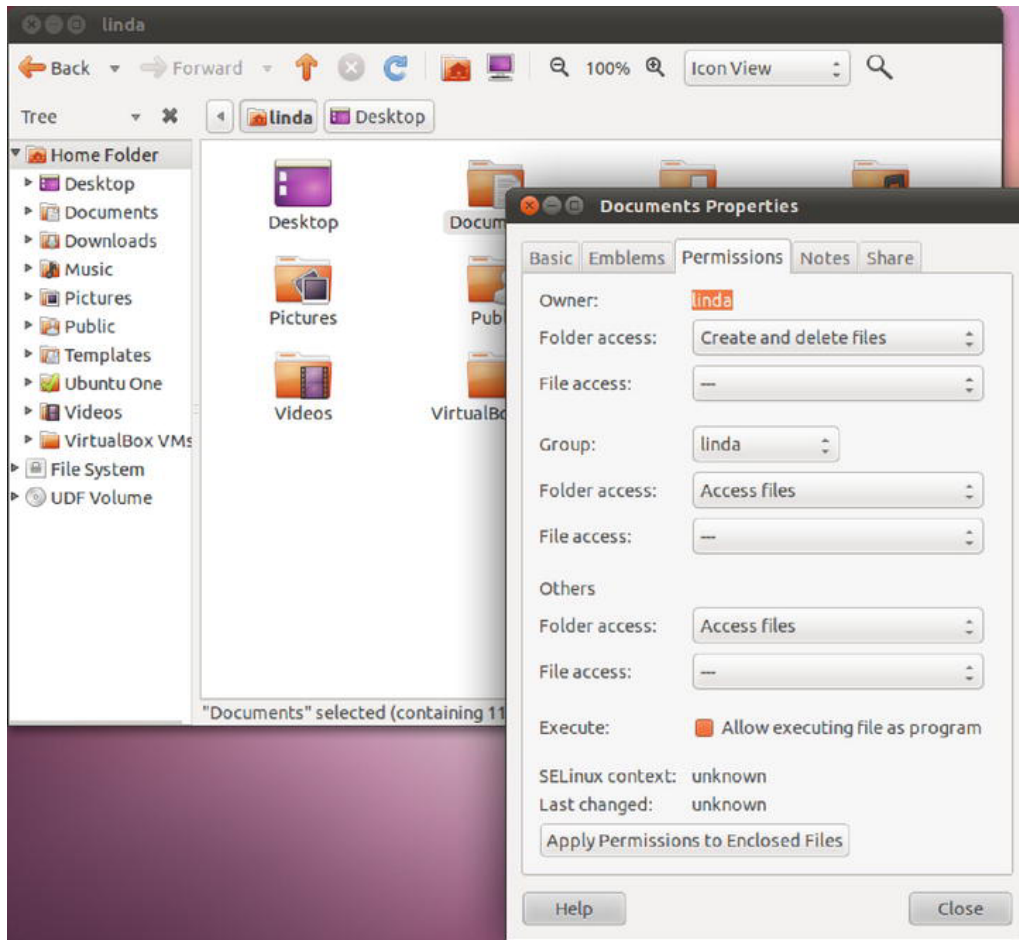 linda
Back Forward 100% Icon View
Tree linda Desktop
Home Folder
Desktop
Documents
Downloads
Music
Pictures
Public
Templates
Ubuntu One
Videos
VirtualBox VMs
File System
UDF Volume
Desktop Docum
Pictures Publ
Videos VirtualBo
"Documents" selected (containing 11
Documents Properties
Basic Emblems Permissions Notes Share
Owner: linda
Folder access: Create and delete files
File access: ---
Group: linda
Folder access: Access files
File access: ---
Others
Folder access: Access files
File access: ---
Execute: Allow executing file as program
SELinux context: unknown
Last changed: unknown
Apply Permissions to Enclosed Files
Help Close